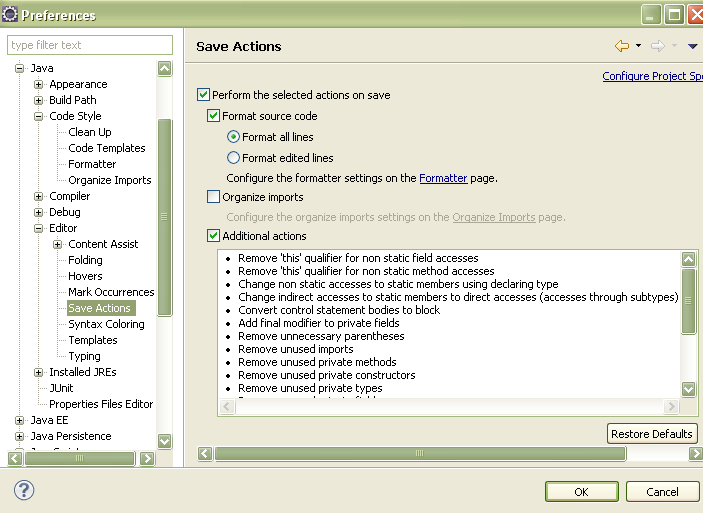 Preferences
type filter text
Java
Appearance
Build Path
Code Style
Clean Up
Code Templates
Formatter
Organize Imports
Compiler
Debug
Editor
Content Assist
Folding
Hovers
Mark Occurrences
Save Actions
Syntax Coloring
Templates
Typing
Installed JREs
JUnit
Properties Files Editor
Java EE
Java Persistence
Save Actions
Configure Project Spe
Perform the selected actions on save
Format source code
Format all lines
Format edited lines
Configure the formatter settings on the Formatter page.
Organize imports
Configure the organize imports settings on the Organize Imports page.
Additional actions
• Remove 'this' qualifier for non static field accesses
• Remove 'this' qualifier for non static method accesses
• Change non static accesses to static members using declaring type
• Change indirect accesses to static members to direct accesses (accesses through subtypes)
• Convert control statement bodies to block
• Add final modifier to private fields
• Remove unnecessary parentheses
• Remove unused imports
• Remove unused private methods
• Remove unused private constructors
• Remove unused private types
Restore Defaults
?
OK
Cancel